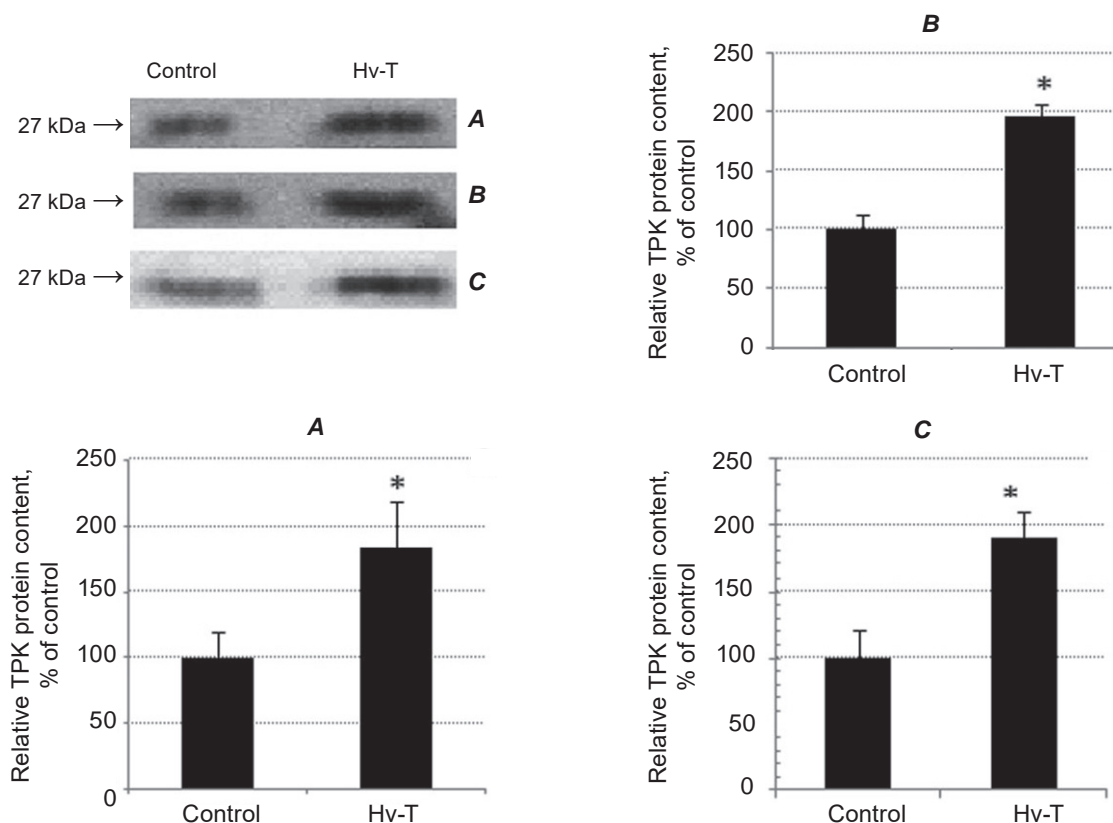 Control Hv-T
27 kDa → A
27 kDa → B
27 kDa → C
B
Relative TPK protein content,
% of control
250
200
150
100
50
0
*
Control Hv-T
A
Relative TPK protein content,
% of control
250
200
150
100
50
0
*
Control Hv-T
C
Relative TPK protein content,
% of control
250
200
150
100
50
0
*
Control Hv-T